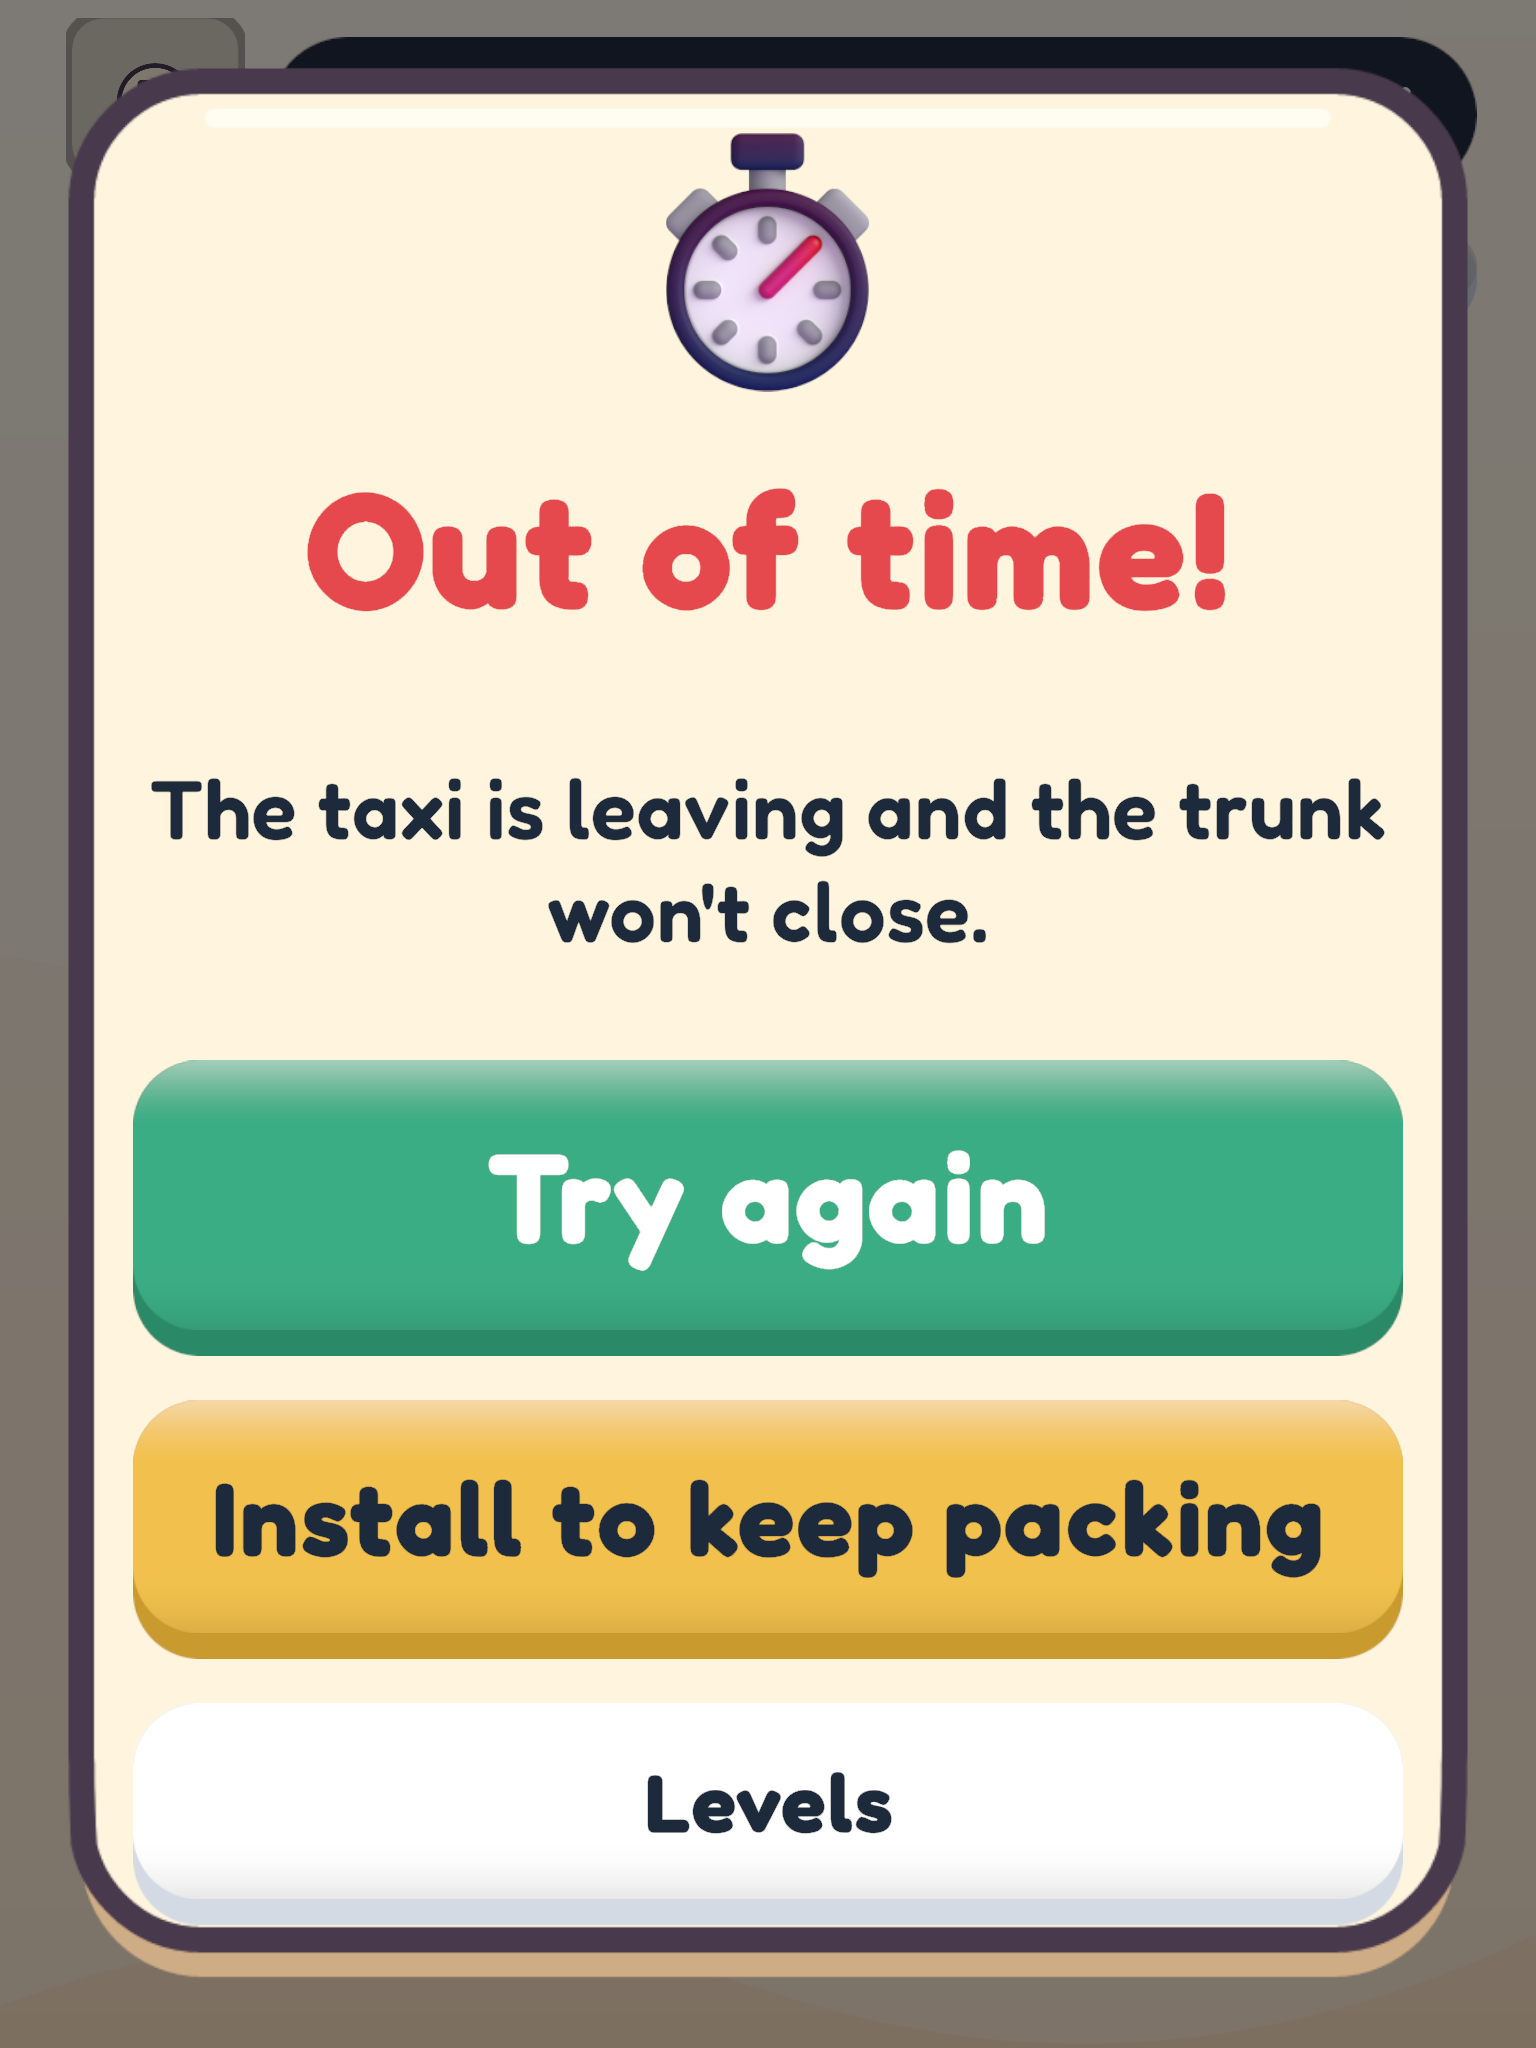 Out of time!
The taxi is leaving and the trunk
won't close.
Try again
Install to keep packing
Levels